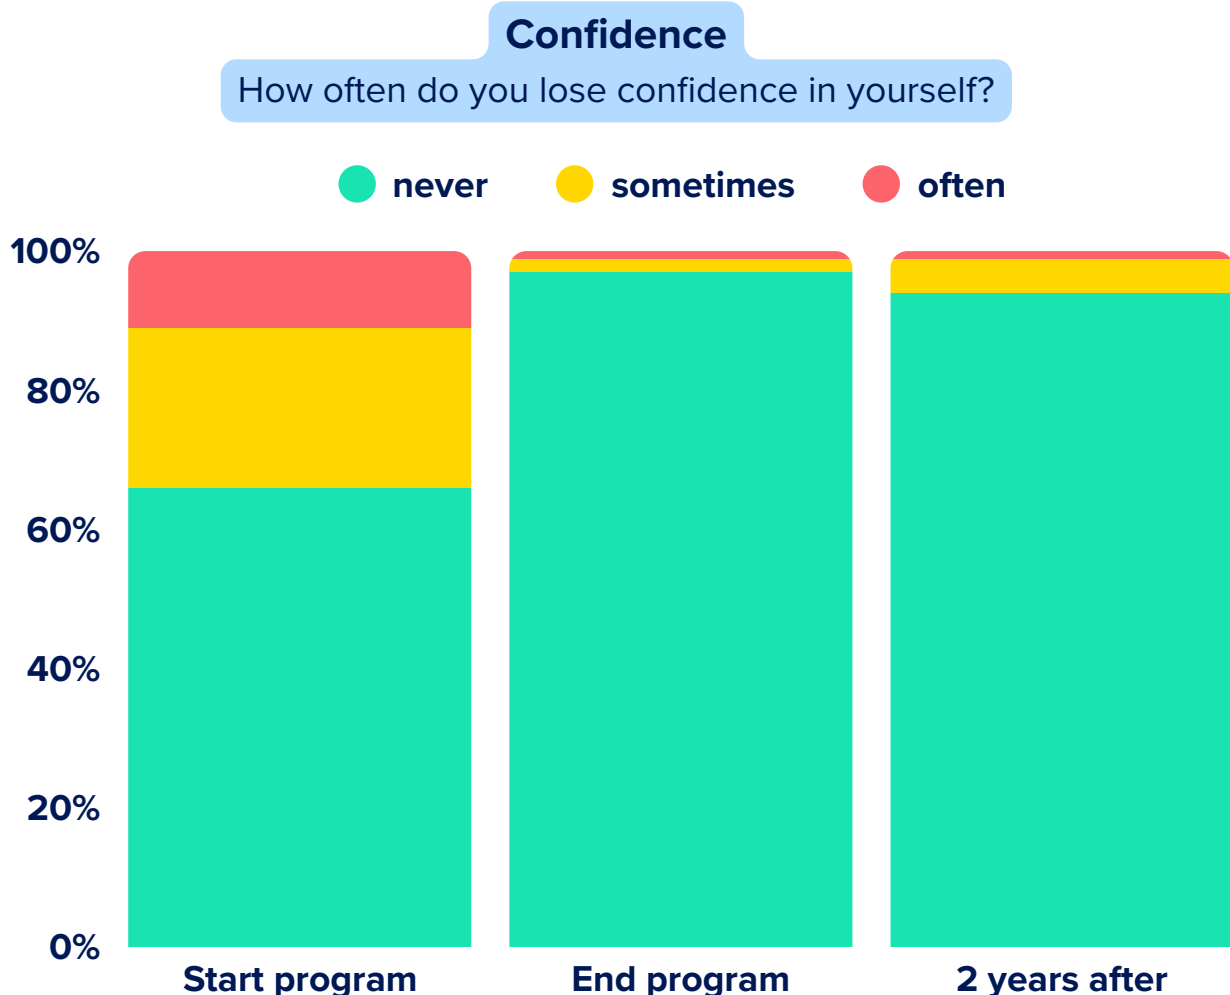 Confidence
How often do you lose confidence in yourself?
never sometimes often
100%
80%
60%
40%
20%
0%
Start program End program 2 years after